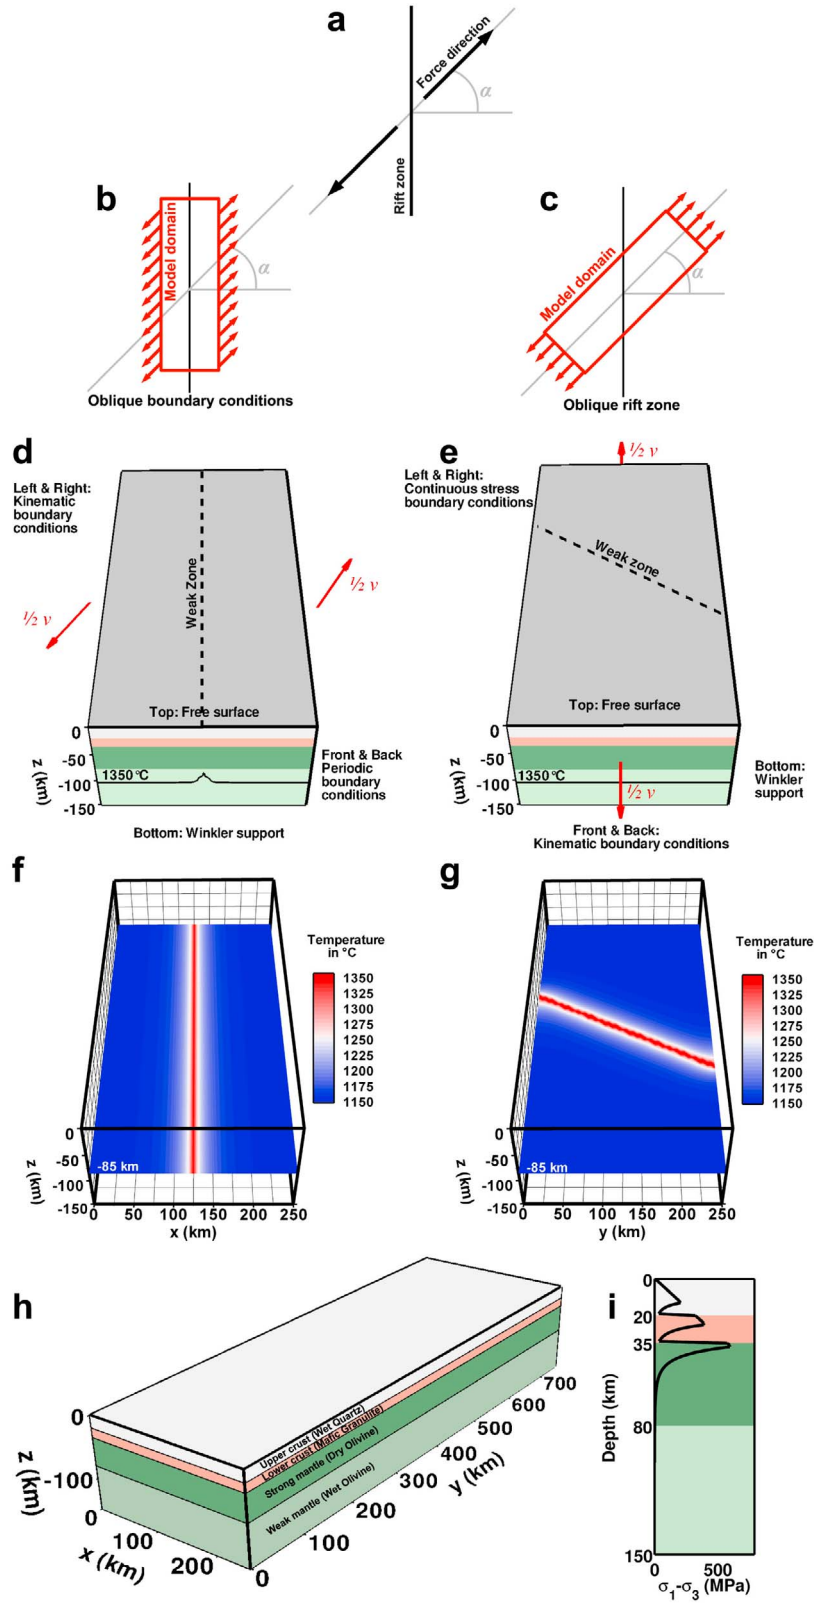 a
Force direction
α
Rift zone
b
Model domain
α
Oblique boundary conditions
c
Model domain
α
Oblique rift zone
d
Left & Right:
Kinematic
boundary
conditions
½ v
½ v
Weak Zone
Top: Free surface
0
-50
-100
-150
z (km)
1350°C
Front & Back
Periodic
boundary
conditions
Bottom: Winkler support
e
½ v
Left & Right:
Continuous stress
boundary conditions
Weak zone
Top: Free surface
0
-50
-100
-150
z (km)
1350°C
½ v
Bottom:
Winkler
support
Front & Back:
Kinematic boundary conditions
f
Temperature
in °C
1350
1325
1300
1275
1250
1225
1200
1175
1150
0
-50
-100
-150
z (km)
-85 km
0 50 100 150 200 250
x (km)
g
Temperature
in °C
1350
1325
1300
1275
1250
1225
1200
1175
1150
0
-50
-100
-150
z (km)
-85 km
0 50 100 150 200 250
y (km)
h
0
-100
z (km)
0
100
200
x (km)
0
100
200
300
400
500
600
700
y (km)
Upper crust (Wet Quartz)
Lower crust (Mafic Granulite)
Strong mantle (Dry Olivine)
Weak mantle (Wet Olivine)
i
0
20
35
80
150
Depth (km)
0 500
σ1-σ3 (MPa)